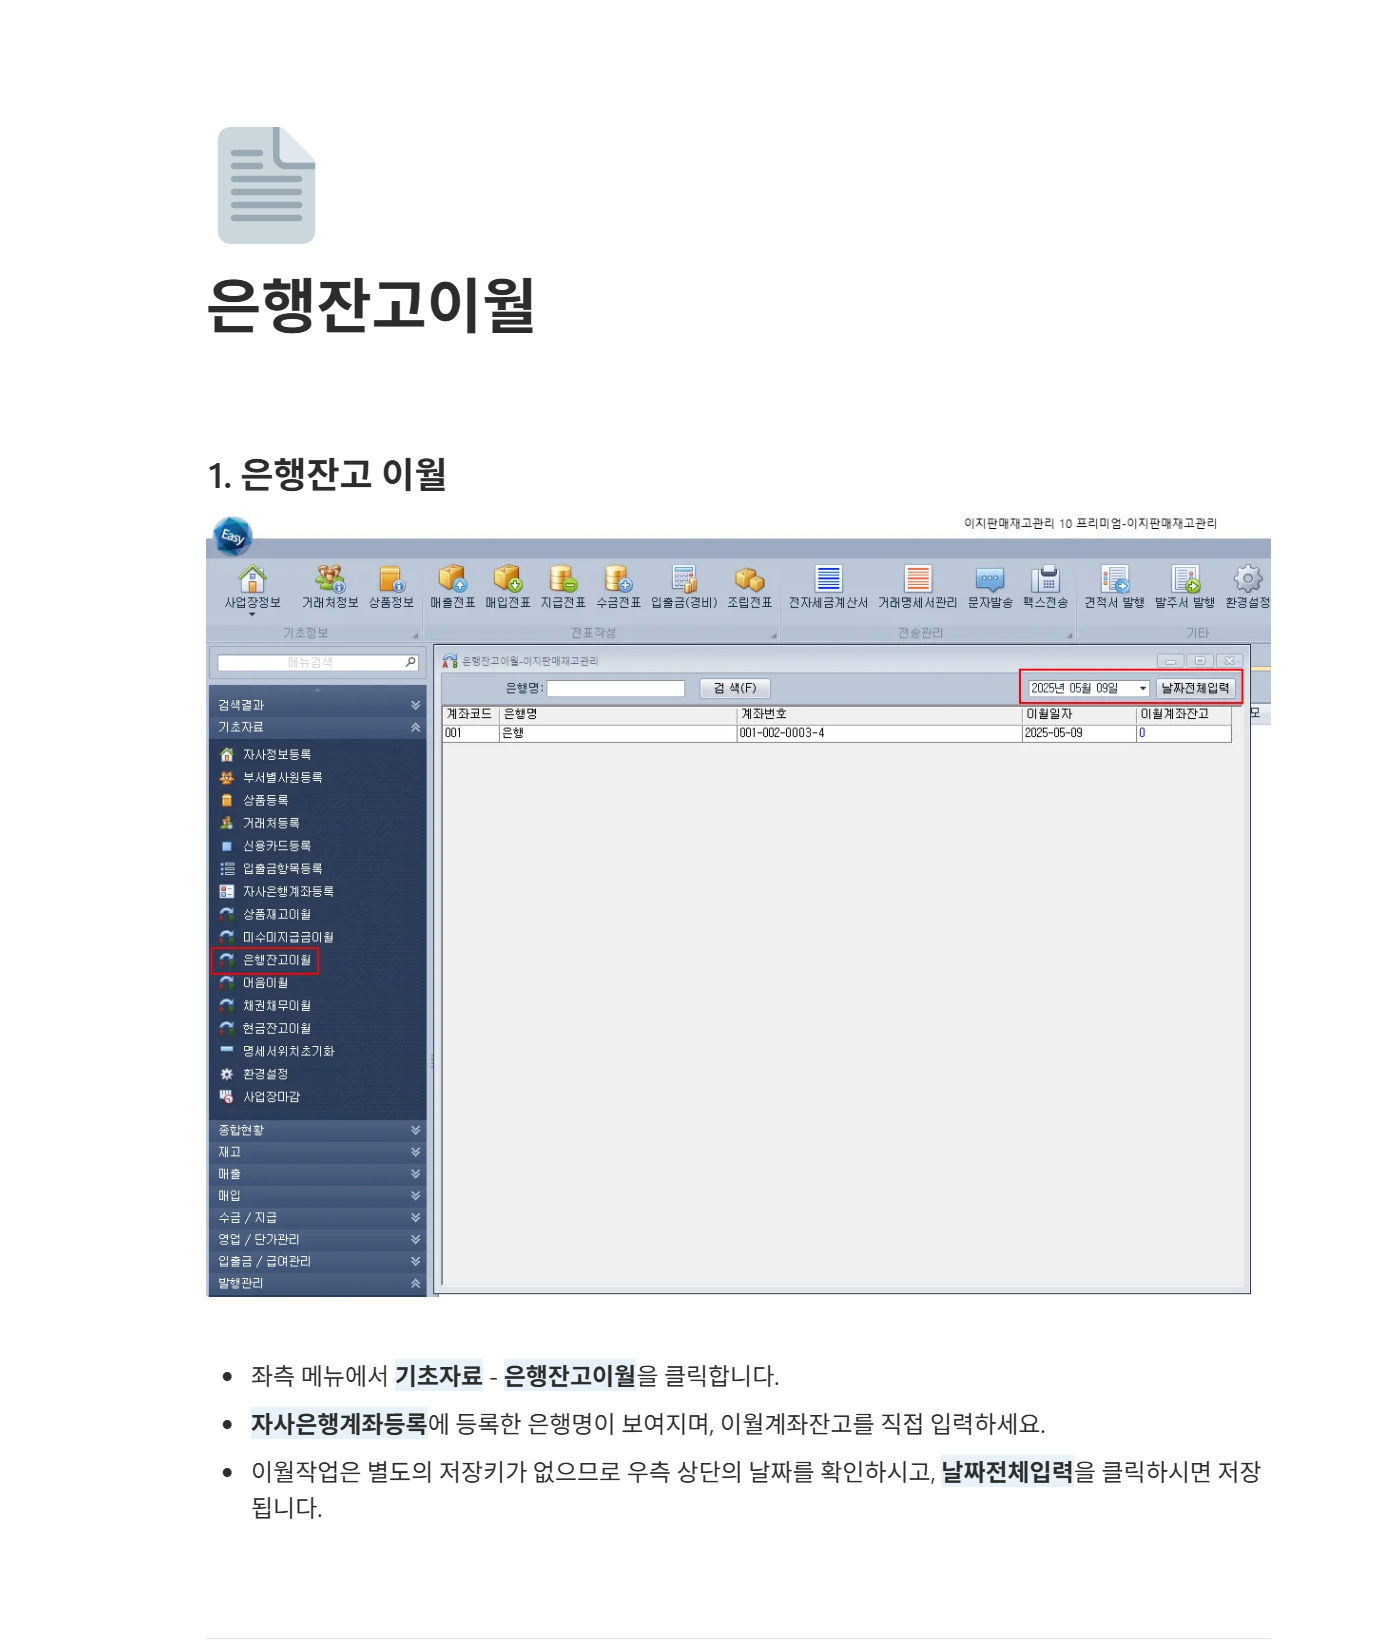 은행잔고이월
1. 은행잔고 이월
이지판매재고관리 10 프리미엄-이지판매재고관리
Easy
사업장정보 거래처정보 상품정보 매출전표 매입전표 지급전표 수금전표 입출금(경비) 조립전표 전자세금계산서 거래명세서관리 문자발송 팩스전송 견적서 발행 발주서 발행 환경설정
기초정보 전표작성 전송관리 기타
메뉴검색
은행잔고이월-이지판매재고관리
은행명: 검 색(F) 2025년 05월 09일 날짜전체입력
계좌코드 은행명 계좌번호 이월일자 이월계좌잔고 모
001 은행 001-002-0003-4 2025-05-09 0
검색결과
기초자료
자사정보등록
부서별사원등록
상품등록
거래처등록
신용카드등록
입출금항목등록
자사은행계좌등록
상품재고이월
미수미지급금이월
은행잔고이월
어음이월
채권채무이월
현금잔고이월
명세서위치초기화
환경설정
사업장마감
종합현황
재고
매출
매입
수금 / 지급
영업 / 단가관리
입출금 / 급여관리
발행관리
좌측 메뉴에서 기초자료 - 은행잔고이월을 클릭합니다.
자사은행계좌등록에 등록한 은행명이 보여지며, 이월계좌잔고를 직접 입력하세요.
이월작업은 별도의 저장키가 없으므로 우측 상단의 날짜를 확인하시고, 날짜전체입력을 클릭하시면 저장
됩니다.